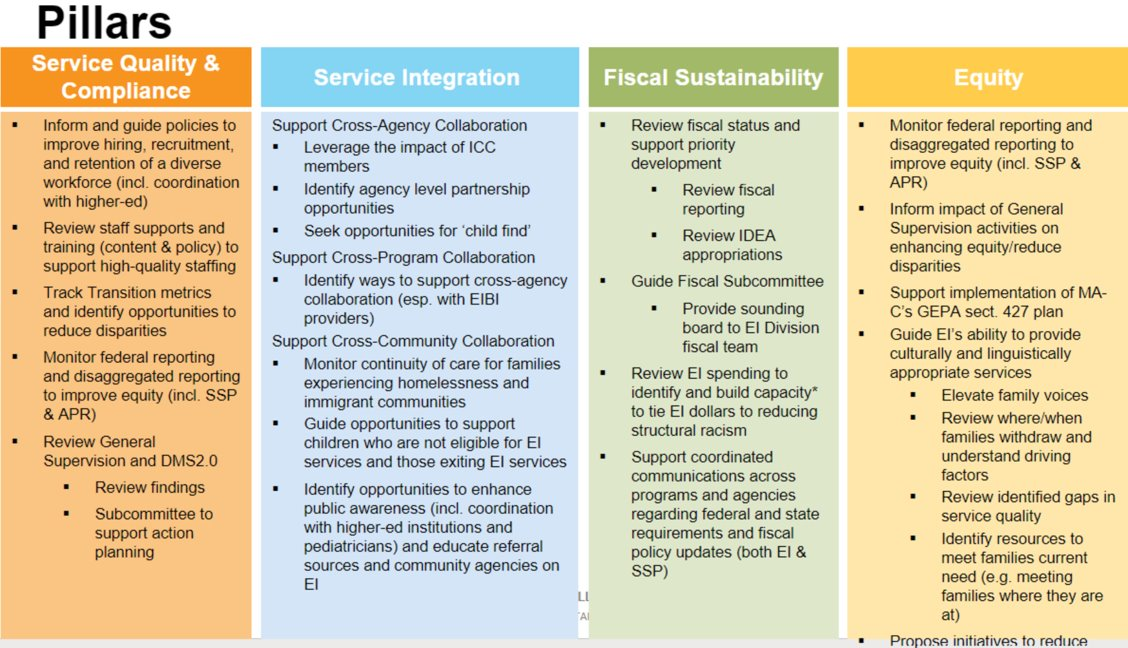 Pillars
Service Quality &
Compliance
▪ Inform and guide policies to
improve hiring, recruitment,
and retention of a diverse
workforce (incl. coordination
with higher-ed)
▪ Review staff supports and
training (content & policy) to
support high-quality staffing
▪ Track Transition metrics
and identify opportunities to
reduce disparities
▪ Monitor federal reporting
and disaggregated reporting
to improve equity (incl. SSP
& APR)
▪ Review General
Supervision and DMS2.0
▪ Review findings
▪ Subcommittee to
support action
planning
Service Integration
Support Cross-Agency Collaboration
▪ Leverage the impact of ICC
members
▪ Identify agency level partnership
opportunities
▪ Seek opportunities for ‘child find’
Support Cross-Program Collaboration
▪ Identify ways to support cross-agency
collaboration (esp. with EIBI
providers)
Support Cross-Community Collaboration
▪ Monitor continuity of care for families
experiencing homelessness and
immigrant communities
▪ Guide opportunities to support
children who are not eligible for EI
services and those exiting EI services
▪ Identify opportunities to enhance
public awareness (incl. coordination
with higher-ed institutions and
pediatricians) and educate referral
sources and community agencies on
EI
Fiscal Sustainability
▪ Review fiscal status and
support priority
development
▪ Review fiscal
reporting
▪ Review IDEA
appropriations
▪ Guide Fiscal Subcommittee
▪ Provide sounding
board to EI Division
fiscal team
▪ Review EI spending to
identify and build capacity*
to tie EI dollars to reducing
structural racism
▪ Support coordinated
communications across
programs and agencies
regarding federal and state
requirements and fiscal
policy updates (both EI &
SSP)
Equity
▪ Monitor federal reporting and
disaggregated reporting to
improve equity (incl. SSP &
APR)
▪ Inform impact of General
Supervision activities on
enhancing equity/reduce
disparities
▪ Support implementation of MA-
C’s GEPA sect. 427 plan
▪ Guide EI’s ability to provide
culturally and linguistically
appropriate services
▪ Elevate family voices
▪ Review where/when
families withdraw and
understand driving
factors
▪ Review identified gaps in
service quality
▪ Identify resources to
meet families current
need (e.g. meeting
families where they are
at)
▪ Propose initiatives to reduce